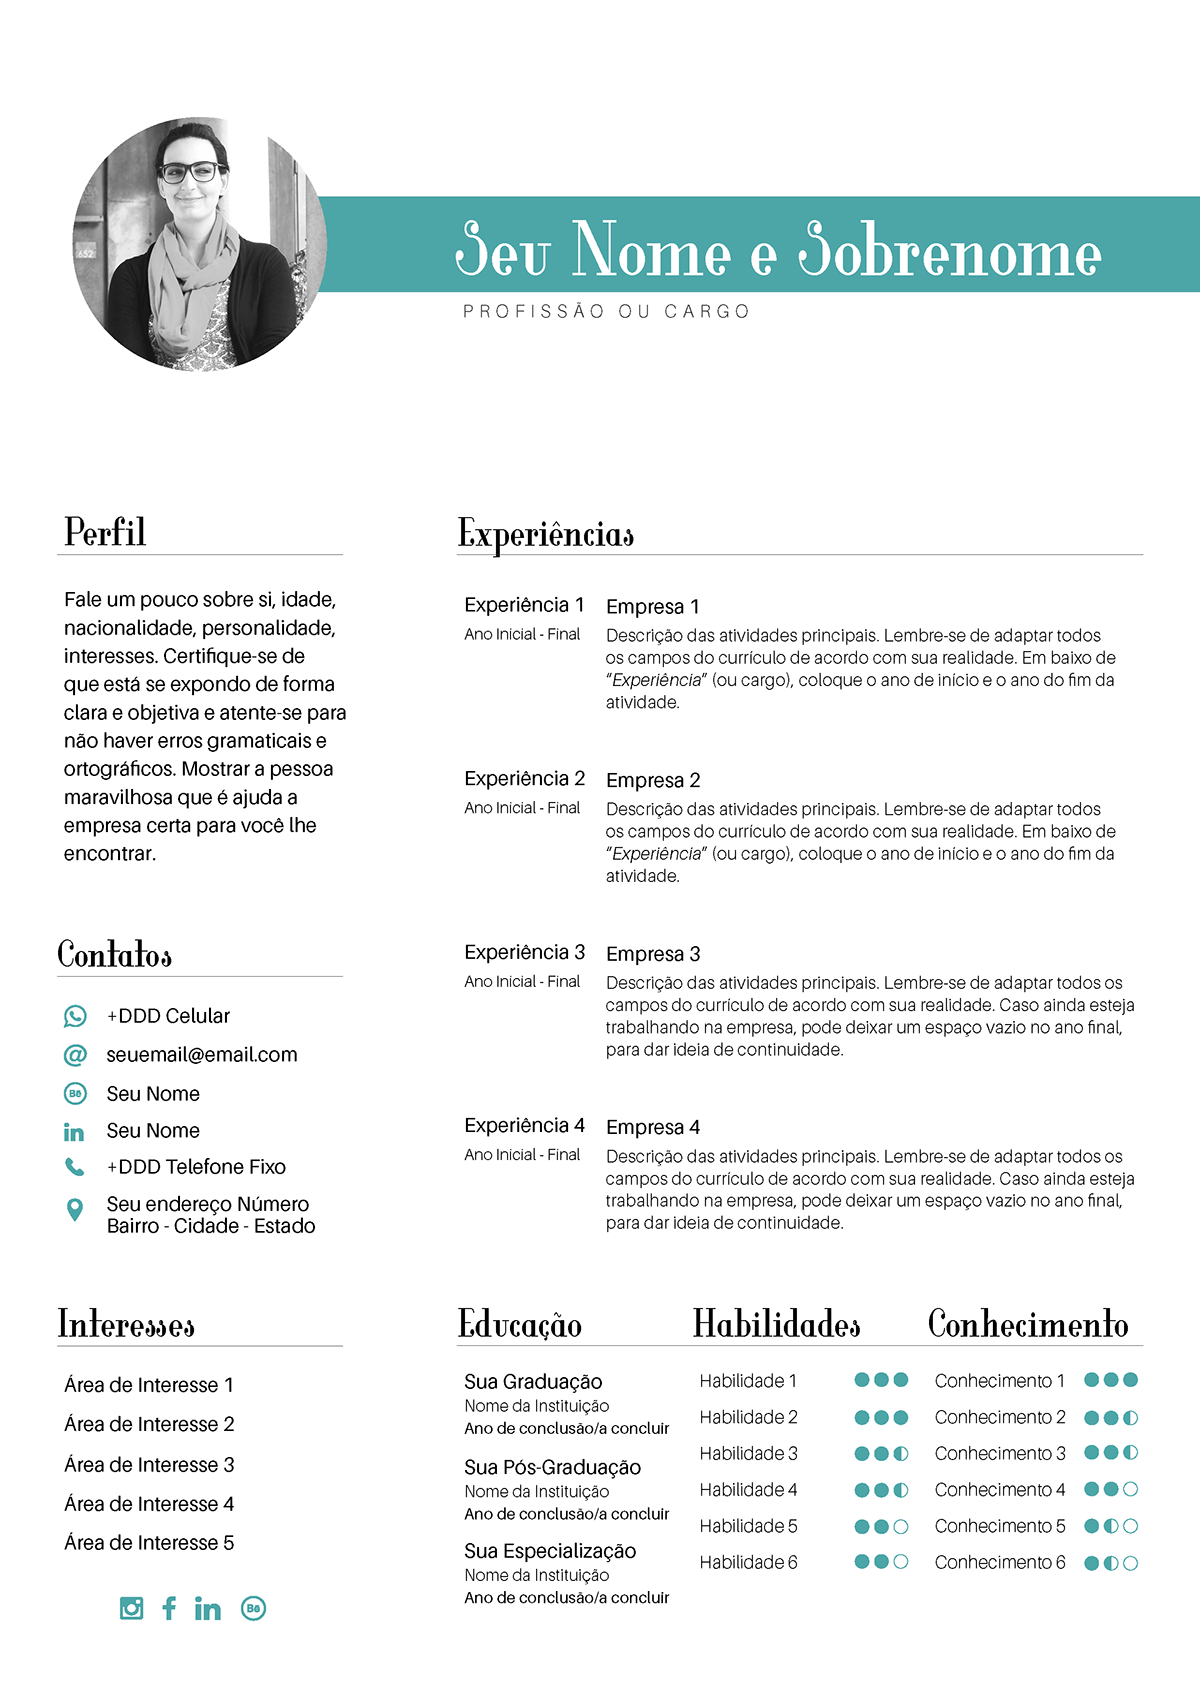 652
Seu Nome e Sobrenome
PROFISSÃO OU CARGO
Perfil
Fale um pouco sobre si, idade,
nacionalidade, personalidade,
interesses. Certifique-se de
que está se expondo de forma
clara e objetiva e atente-se para
não haver erros gramaticais e
ortográficos. Mostrar a pessoa
maravilhosa que é ajuda a
empresa certa para você lhe
encontrar.
Contatos
+DDD Celular
seuemail@email.com
Bē Seu Nome
in Seu Nome
+DDD Telefone Fixo
Seu endereço Número
Bairro - Cidade - Estado
Interesses
Área de Interesse 1
Área de Interesse 2
Área de Interesse 3
Área de Interesse 4
Área de Interesse 5
f in Bē
Experiências
Experiência 1 Empresa 1
Ano Inicial - Final
Descrição das atividades principais. Lembre-se de adaptar todos
os campos do currículo de acordo com sua realidade. Em baixo de
“Experiência” (ou cargo), coloque o ano de início e o ano do fim da
atividade.
Experiência 2 Empresa 2
Ano Inicial - Final
Descrição das atividades principais. Lembre-se de adaptar todos
os campos do currículo de acordo com sua realidade. Em baixo de
“Experiência” (ou cargo), coloque o ano de início e o ano do fim da
atividade.
Experiência 3 Empresa 3
Ano Inicial - Final
Descrição das atividades principais. Lembre-se de adaptar todos os
campos do currículo de acordo com sua realidade. Caso ainda esteja
trabalhando na empresa, pode deixar um espaço vazio no ano final,
para dar ideia de continuidade.
Experiência 4 Empresa 4
Ano Inicial - Final
Descrição das atividades principais. Lembre-se de adaptar todos os
campos do currículo de acordo com sua realidade. Caso ainda esteja
trabalhando na empresa, pode deixar um espaço vazio no ano final,
para dar ideia de continuidade.
Educação
Sua Graduação
Nome da Instituição
Ano de conclusão/a concluir
Sua Pós-Graduação
Nome da Instituição
Ano de conclusão/a concluir
Sua Especialização
Nome da Instituição
Ano de conclusão/a concluir
Habilidades
Habilidade 1
Habilidade 2
Habilidade 3
Habilidade 4
Habilidade 5
Habilidade 6
Conhecimento
Conhecimento 1
Conhecimento 2
Conhecimento 3
Conhecimento 4
Conhecimento 5
Conhecimento 6